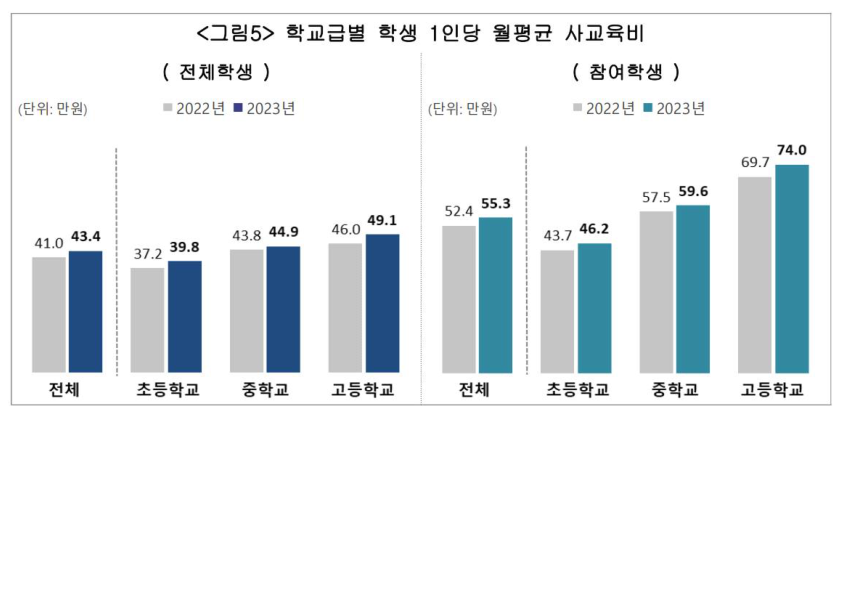 <그림5> 학교급별 학생 1인당 월평균 사교육비
( 전체학생 )
(단위: 만원)
2022년 2023년
41.0 43.4
37.2 39.8
43.8 44.9
46.0 49.1
전체 초등학교 중학교 고등학교
( 참여학생 )
(단위: 만원)
2022년 2023년
52.4 55.3
43.7 46.2
57.5 59.6
69.7 74.0
전체 초등학교 중학교 고등학교